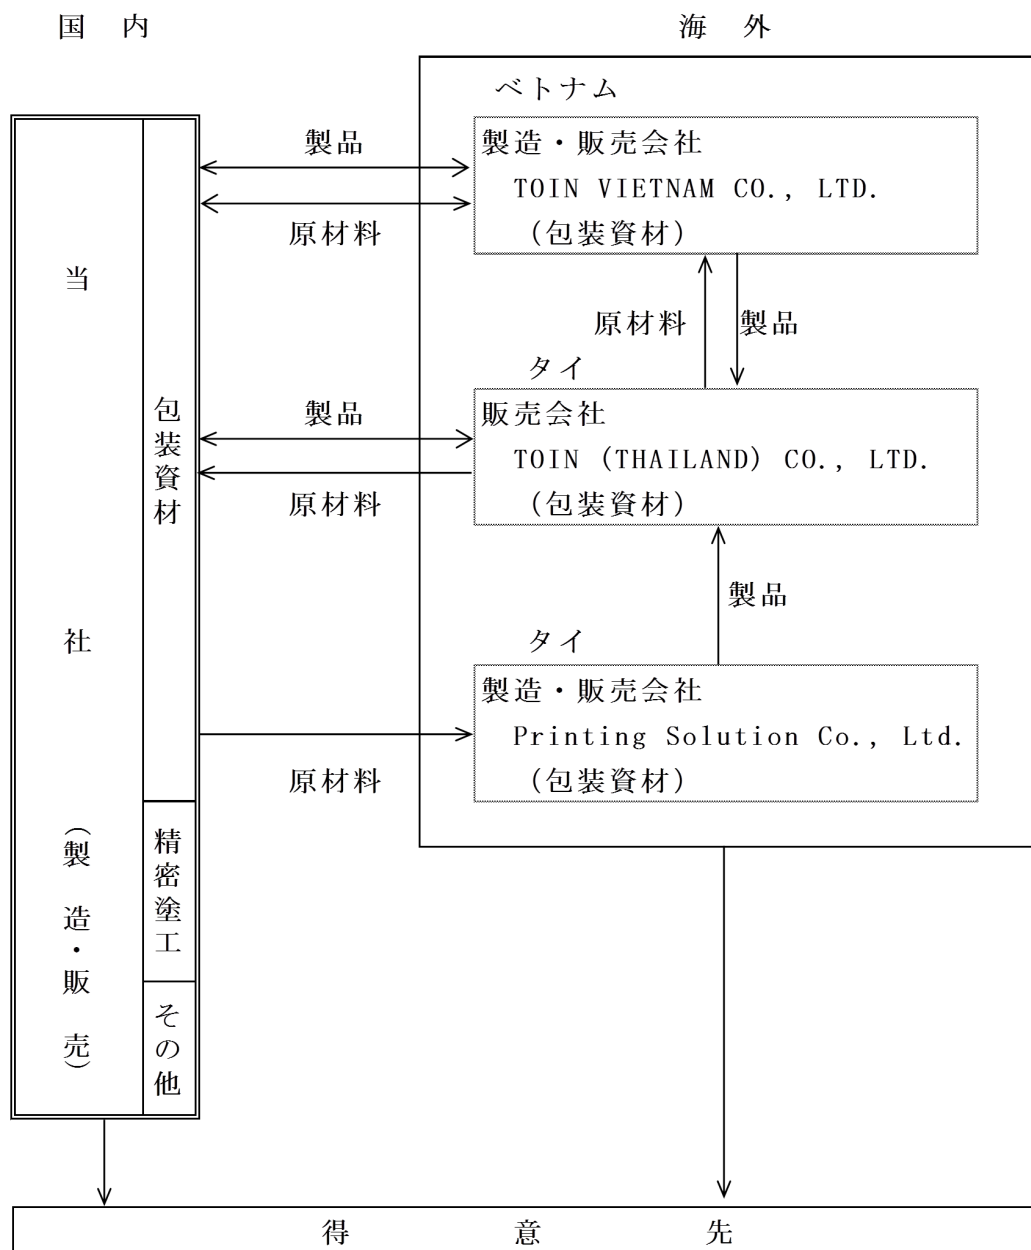 国内
海外
ベトナム
製造・販売会社
TOIN VIETNAM CO., LTD.
(包装資材)
製品
原材料
原材料
製品
タイ
販売会社
TOIN (THAILAND) CO., LTD.
(包装資材)
製品
原材料
製品
タイ
製造・販売会社
Printing Solution Co., Ltd.
(包装資材)
原材料
当社
(製造・販売)
包装資材
精密塗工
その他
得意先